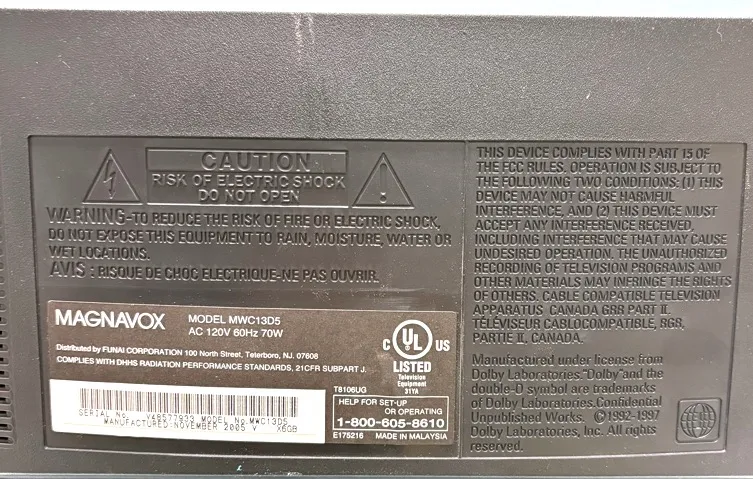 CAUTION
RISK OF ELECTRIC SHOCK
DO NOT OPEN
WARNING-TO REDUCE THE RISK OF FIRE OR ELECTRIC SHOCK,
DO NOT EXPOSE THIS EQUIPMENT TO RAIN, MOISTURE, WATER OR
WET LOCATIONS.
AVIS : RISQUE DE CHOC ELECTRIQUE-NE PAS OUVRIR.
MAGNAVOX
MODEL MWC13D5
AC 120V 60Hz 70W
Distributed by FUNAI CORPORATION 100 North Street, Teterboro, NJ. 07608
COMPLIES WITH DHHS RADIATION PERFORMANCE STANDARDS, 21CFR SUBPART J.
C UL US
LISTED
Television
Equipment
31YA
T8106UG
SERIAL No. V48577933 MODEL No.MWC13D5
MANUFACTURED:NOVEMBER 2005 V X6GB
HELP FOR SET-UP
OR OPERATING
1-800-605-8610
E175216 MADE IN MALAYSIA
THIS DEVICE COMPLIES WITH PART 15 OF
THE FCC RULES. OPERATION IS SUBJECT TO
THE FOLLOWING TWO CONDITIONS: (1) THIS
DEVICE MAY NOT CAUSE HARMFUL
INTERFERENCE, AND (2) THIS DEVICE MUST
ACCEPT ANY INTERFERENCE RECEIVED,
INCLUDING INTERFERENCE THAT MAY CAUSE
UNDESIRED OPERATION. THE UNAUTHORIZED
RECORDING OF TELEVISION PROGRAMS AND
OTHER MATERIALS MAY INFRINGE THE RIGHTS
OF OTHERS. CABLE COMPATIBLE TELEVISION
APPARATUS CANADA GRR PART II.
TÉLÉVISEUR CABLOCOMPATIBLE, RGR,
PARTIE II, CANADA.
Manufactured under license from
Dolby Laboratories."Dolby"and the
double-D symbol are trademarks
of Dolby Laboratories.Confidential
Unpublished Works. ©1992-1997
Dolby Laboratories, Inc. All rights
reserved.